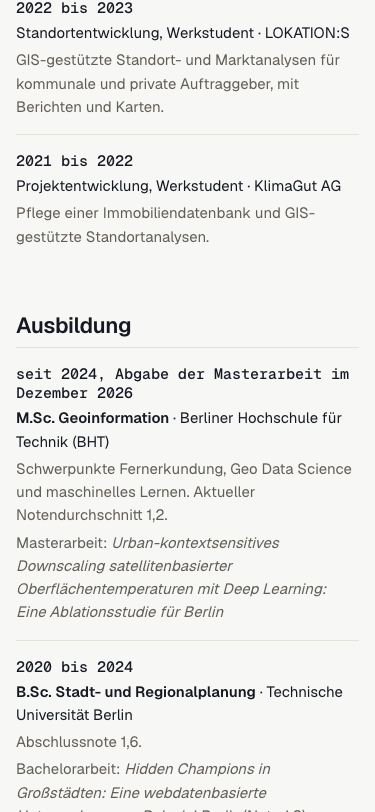 2022 bis 2023
Standortentwicklung, Werkstudent · LOKATION:S
GIS-gestützte Standort- und Marktanalysen für
kommunale und private Auftraggeber, mit
Berichten und Karten.
2021 bis 2022
Projektentwicklung, Werkstudent · KlimaGut AG
Pflege einer Immobiliendatenbank und GIS-
gestützte Standortanalysen.
Ausbildung
seit 2024, Abgabe der Masterarbeit im
Dezember 2026
M.Sc. Geoinformation · Berliner Hochschule für
Technik (BHT)
Schwerpunkte Fernerkundung, Geo Data Science
und maschinelles Lernen. Aktueller
Notendurchschnitt 1,2.
Masterarbeit: Urban-kontextsensitives
Downscaling satellitenbasierter
Oberflächentemperaturen mit Deep Learning:
Eine Ablationsstudie für Berlin
2020 bis 2024
B.Sc. Stadt- und Regionalplanung · Technische
Universität Berlin
Abschlussnote 1,6.
Bachelorarbeit: Hidden Champions in
Großstädten: Eine webdatenbasierte